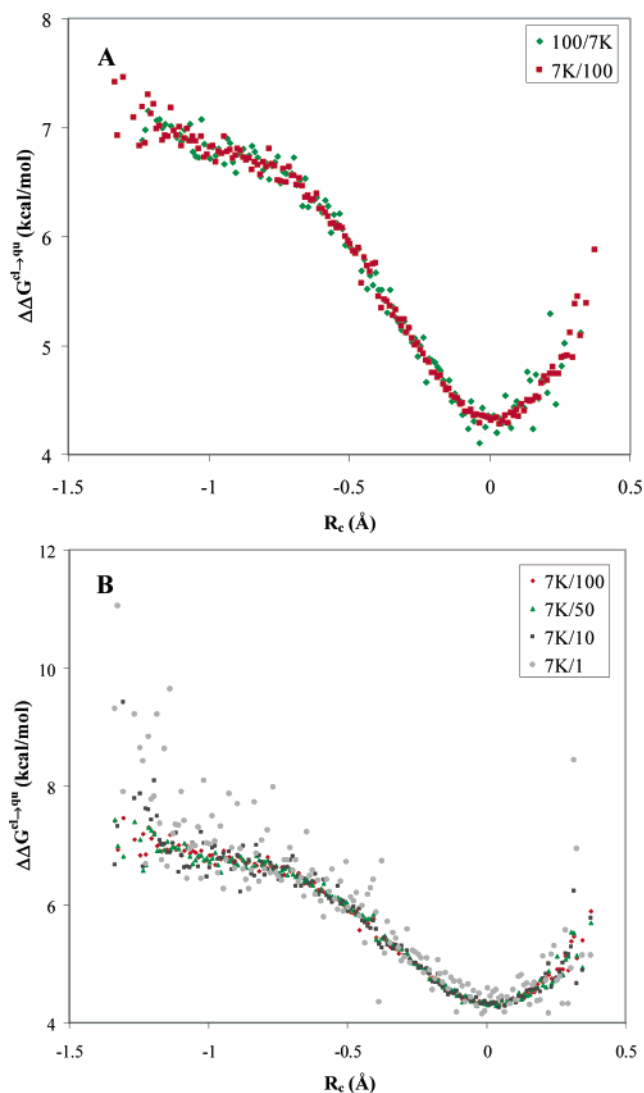 8
7
6
5
4
A
100/7K
7K/100
ΔΔG^cl→qu (kcal/mol)
-1.5 -1 -0.5 0 0.5
R_c (Å)
12
10
8
6
4
B
7K/100
7K/50
7K/10
7K/1
ΔΔG^cl→qu (kcal/mol)
-1.5 -1 -0.5 0 0.5
R_c (Å)